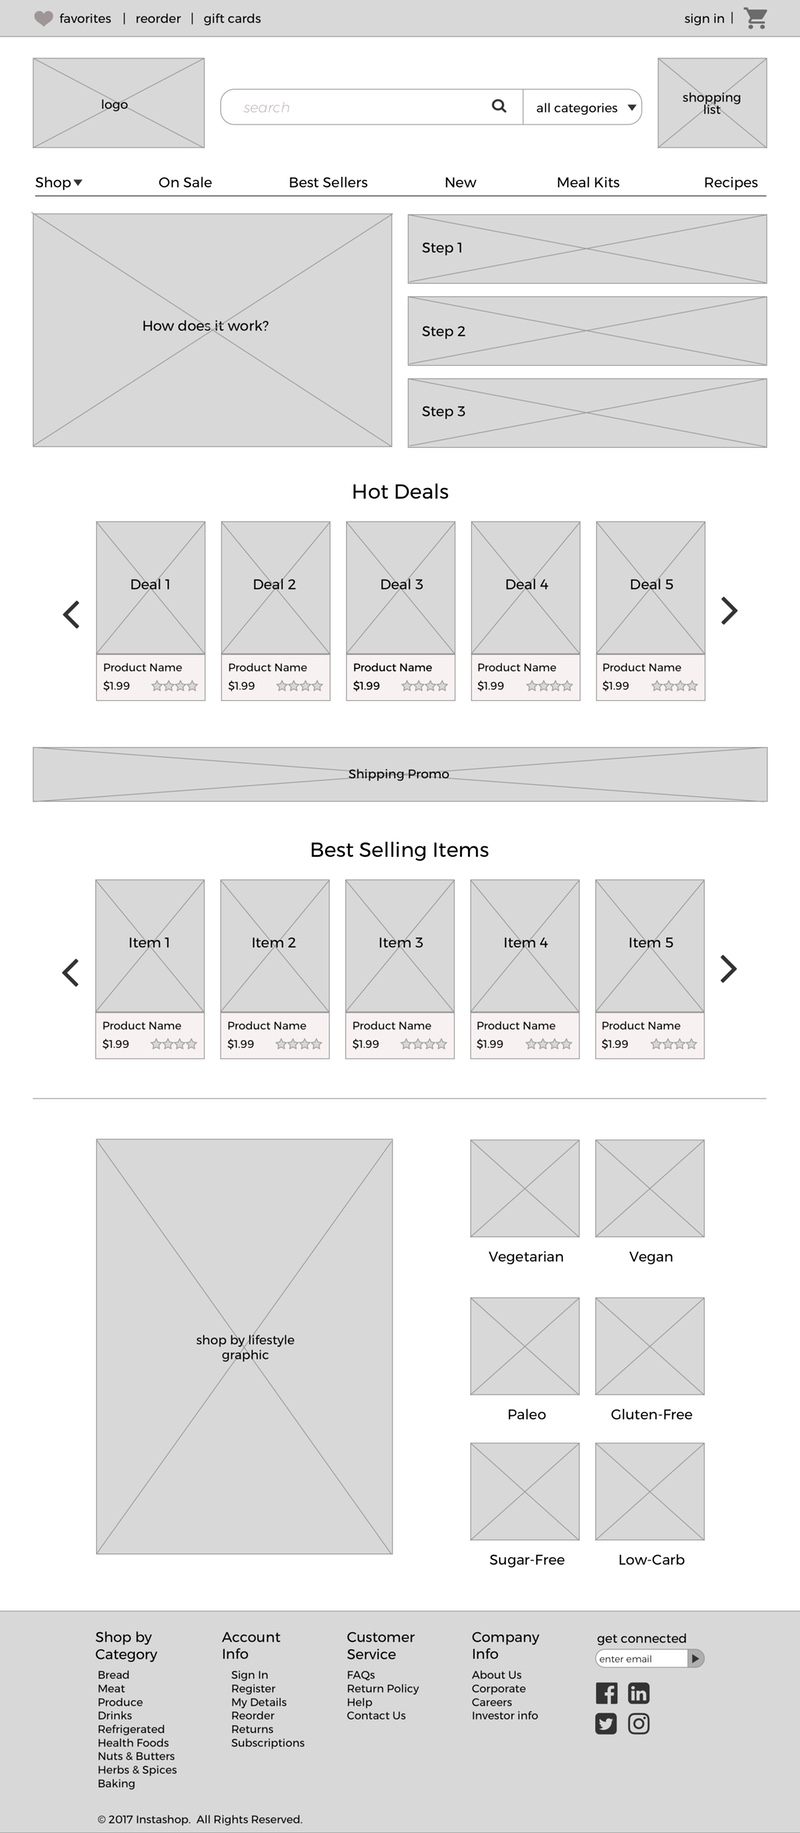 favorites | reorder | gift cards
sign in |
logo
search
all categories
shopping
list
Shop
On Sale
Best Sellers
New
Meal Kits
Recipes
How does it work?
Step 1
Step 2
Step 3
Hot Deals
Deal 1
Deal 2
Deal 3
Deal 4
Deal 5
Product Name
$1.99
Product Name
$1.99
Product Name
$1.99
Product Name
$1.99
Product Name
$1.99
Shipping Promo
Best Selling Items
Item 1
Item 2
Item 3
Item 4
Item 5
Product Name
$1.99
Product Name
$1.99
Product Name
$1.99
Product Name
$1.99
Product Name
$1.99
shop by lifestyle
graphic
Vegetarian
Vegan
Paleo
Gluten-Free
Sugar-Free
Low-Carb
Shop by
Category
Bread
Meat
Produce
Drinks
Refrigerated
Health Foods
Nuts & Butters
Herbs & Spices
Baking
Account
Info
Sign In
Register
My Details
Reorder
Returns
Subscriptions
Customer
Service
FAQs
Return Policy
Help
Contact Us
Company
Info
About Us
Corporate
Careers
Investor info
get connected
enter email
© 2017 Instashop. All Rights Reserved.